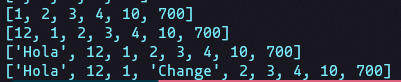 [1, 2, 3, 4, 10, 700]
[12, 1, 2, 3, 4, 10, 700]
['Hola', 12, 1, 2, 3, 4, 10, 700]
['Hola', 12, 1, 'Change', 2, 3, 4, 10, 700]